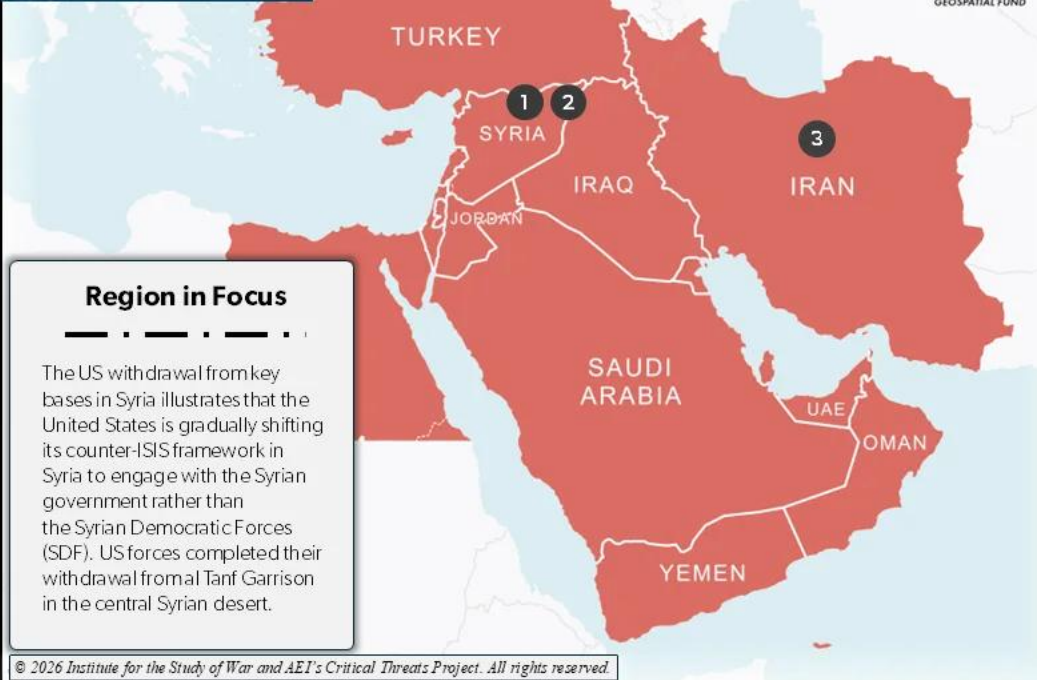 GEOSPATIAL FUND
TURKEY
1
2
SYRIA
3
IRAQ
IRAN
JORDAN
Region in Focus
The US withdrawal from key
bases in Syria illustrates that the
United States is gradually shifting
its counter-ISIS framework in
Syria to engage with the Syrian
government rather than
the Syrian Democratic Forces
(SDF). US forces completed their
withdrawal from al Tanf Garrison
in the central Syrian desert.
SAUDI
ARABIA
UAE
OMAN
YEMEN
© 2026 Institute for the Study of War and AEI's Critical Threats Project. All rights reserved.